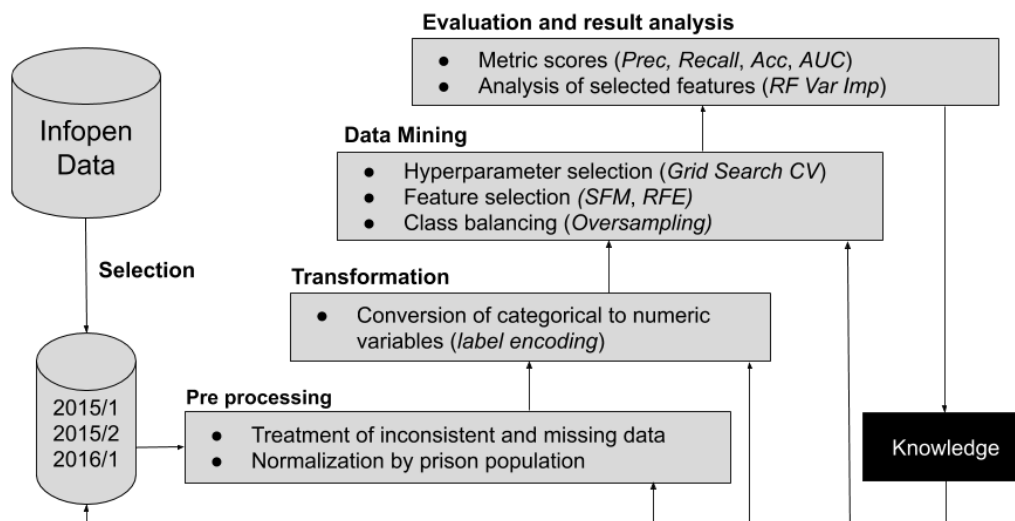 Evaluation and result analysis
● Metric scores (Prec, Recall, Acc, AUC)
● Analysis of selected features (RF Var Imp)
Infopen
Data
Data Mining
● Hyperparameter selection (Grid Search CV)
● Feature selection (SFM, RFE)
● Class balancing (Oversampling)
Selection
Transformation
● Conversion of categorical to numeric
variables (label encoding)
2015/1
2015/2
2016/1
Pre processing
● Treatment of inconsistent and missing data
● Normalization by prison population
Knowledge